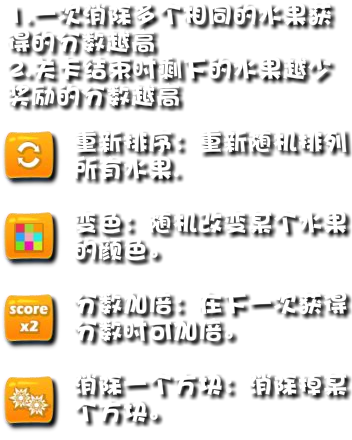 1.一次消除多个相同的水果获
得的分数越高
2.关卡结束时剩下的水果越少
奖励的分数越高
重新排序：重新随机排列
所有水果.
变色：随机改变某个水果
的颜色。
score
x2
分数加倍：在下一次获得
分数时可加倍。
消除一个方块：消除掉某
个方块。